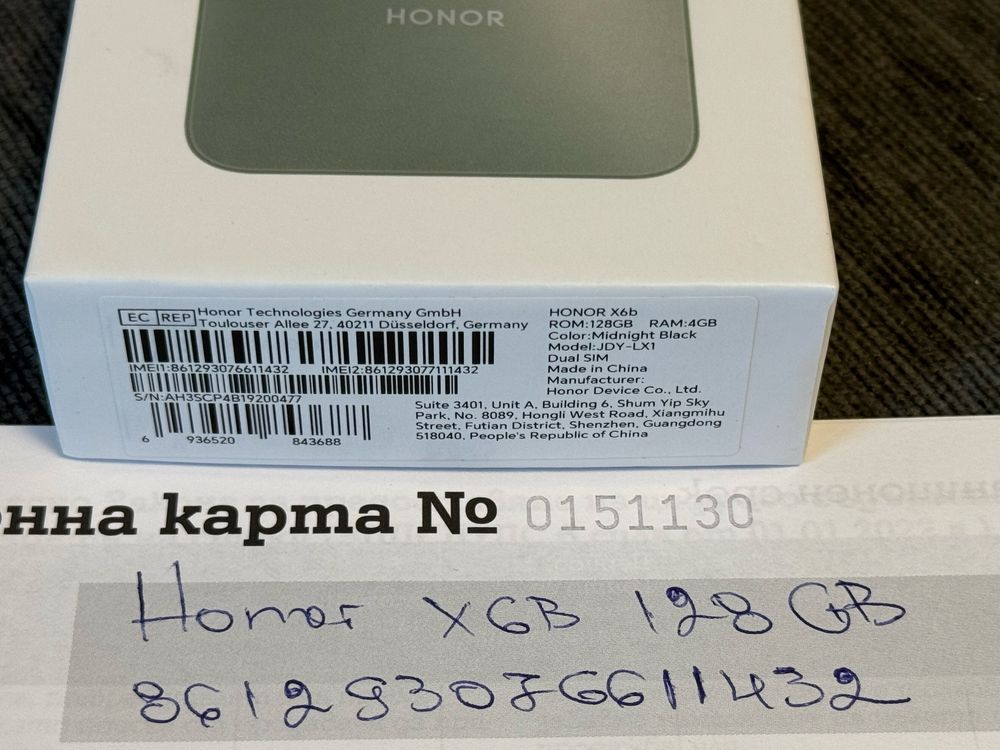 HONOR
EC REP Honor Technologies Germany GmbH
Toulouser Allee 27, 40211 Düsseldorf, Germany
IMEI1:861293076611432 IMEI2:861293077111432
S/N:AH3SCP4B19200477
6 936520 843688
HONOR X6b
ROM:128GB RAM:4GB
Color:Midnight Black
Model:JDY-LX1
Dual SIM
Made in China
Manufacturer:
Honor Device Co., Ltd.
Suite 3401, Unit A, Building 6, Shum Yip Sky
Park, No. 8089, Hongli West Road, Xiangmihu
Street, Futian District, Shenzhen, Guangdong
518040, People's Republic of China
онна карта № 0151130
Honor X6B 128 GB
861293076611432